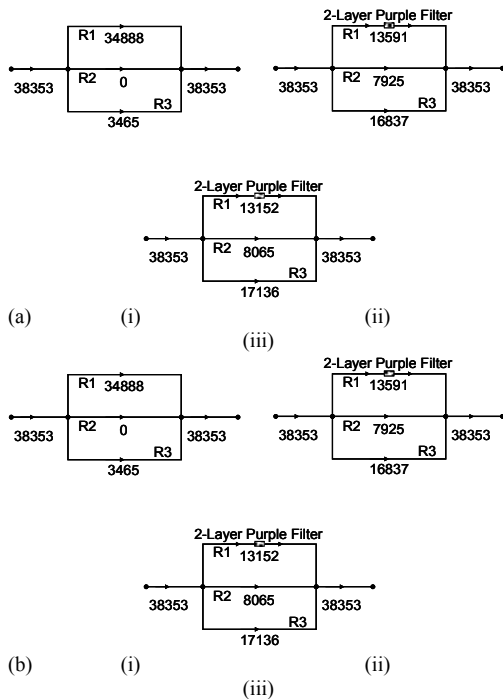 R1 34888
38353 R2 0 38353
R3
3465
2-Layer Purple Filter
R1 13591
38353 R2 7925 38353
R3
16837
2-Layer Purple Filter
R1 13152
38353 R2 8065 38353
R3
17136
(a) (i) (ii)
(iii)
R1 34888
38353 R2 0 38353
R3
3465
2-Layer Purple Filter
R1 13591
38353 R2 7925 38353
R3
16837
2-Layer Purple Filter
R1 13152
38353 R2 8065 38353
R3
17136
(b) (i) (ii)
(iii)